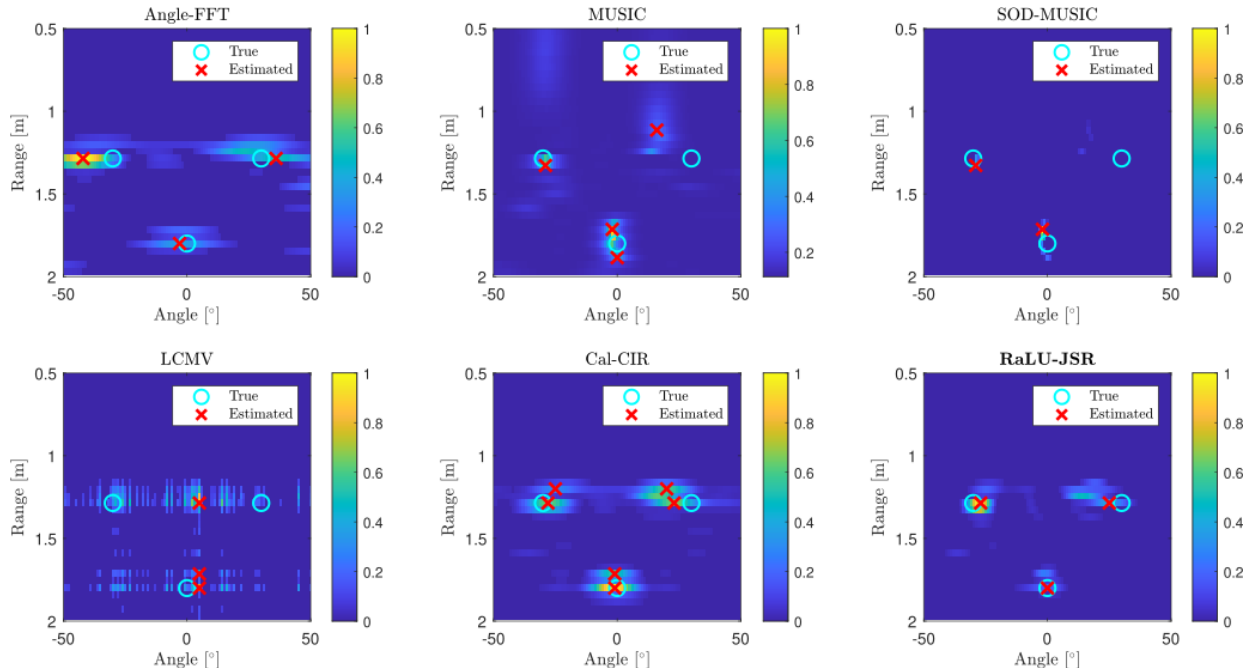 Angle-FFT
0.5
1
1.5
2
Range [m]
-50
0
50
Angle [°]
True
Estimated
1
0.8
0.6
0.4
0.2
0
MUSIC
0.5
1
1.5
2
Range [m]
-50
0
50
Angle [°]
True
Estimated
1
0.8
0.6
0.4
0.2
SOD-MUSIC
0.5
1
1.5
2
Range [m]
-50
0
50
Angle [°]
True
Estimated
1
0.8
0.6
0.4
0.2
0
LCMV
0.5
1
1.5
2
Range [m]
-50
0
50
Angle [°]
True
Estimated
1
0.8
0.6
0.4
0.2
0
Cal-CIR
0.5
1
1.5
2
Range [m]
-50
0
50
Angle [°]
True
Estimated
1
0.8
0.6
0.4
0.2
0
RaLU-JSR
0.5
1
1.5
2
Range [m]
-50
0
50
Angle [°]
True
Estimated
1
0.8
0.6
0.4
0.2
0